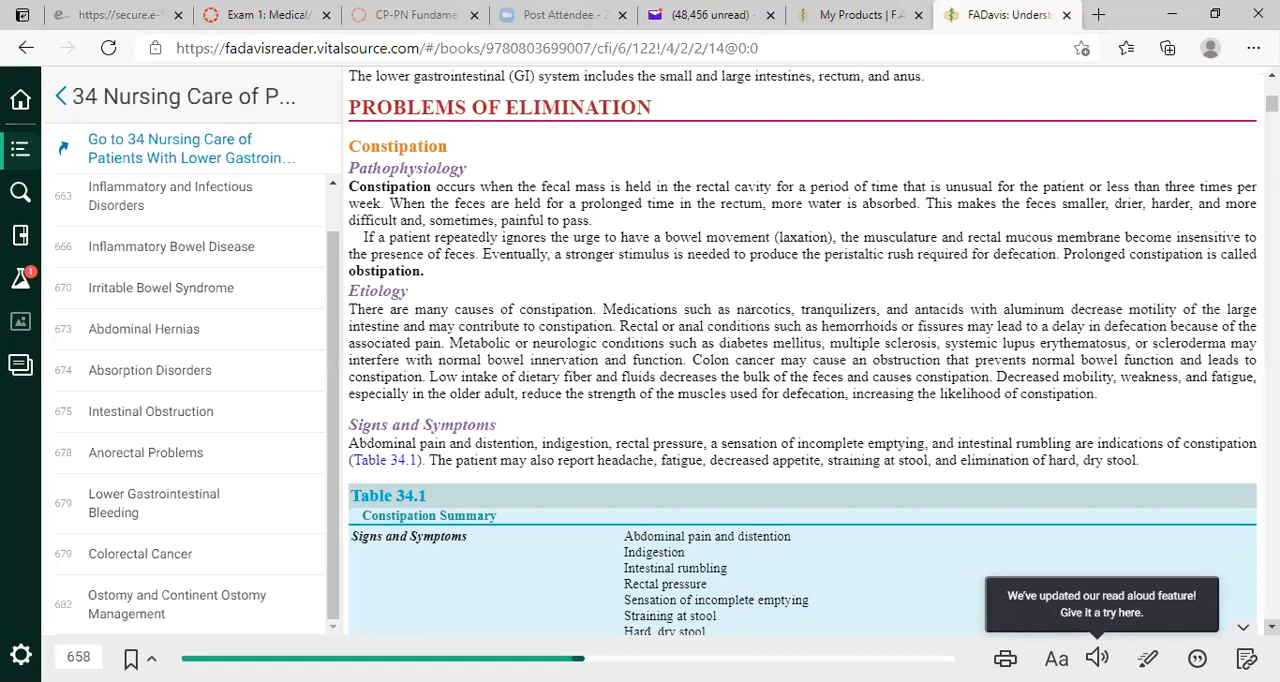 https://secure.e-
Exam 1: Medical/
CP-PN Fundame
Post Attendee - 2
(48,456 unread) -
My Products | F.A
FADavis: Underst
https://fadavisreader.vitalsource.com/#/books/9780803699007/cfi/6/122!/4/2/2/14@0:0
34 Nursing Care of P...
Go to 34 Nursing Care of
Patients With Lower Gastroin...
663 Inflammatory and Infectious
Disorders
666 Inflammatory Bowel Disease
670 Irritable Bowel Syndrome
673 Abdominal Hernias
674 Absorption Disorders
675 Intestinal Obstruction
678 Anorectal Problems
679 Lower Gastrointestinal
Bleeding
679 Colorectal Cancer
682 Ostomy and Continent Ostomy
Management
1
The lower gastrointestinal (GI) system includes the small and large intestines, rectum, and anus.
PROBLEMS OF ELIMINATION
Constipation
Pathophysiology
Constipation occurs when the fecal mass is held in the rectal cavity for a period of time that is unusual for the patient or less than three times per
week. When the feces are held for a prolonged time in the rectum, more water is absorbed. This makes the feces smaller, drier, harder, and more
difficult and, sometimes, painful to pass.
If a patient repeatedly ignores the urge to have a bowel movement (laxation), the musculature and rectal mucous membrane become insensitive to
the presence of feces. Eventually, a stronger stimulus is needed to produce the peristaltic rush required for defecation. Prolonged constipation is called
obstipation.
Etiology
There are many causes of constipation. Medications such as narcotics, tranquilizers, and antacids with aluminum decrease motility of the large
intestine and may contribute to constipation. Rectal or anal conditions such as hemorrhoids or fissures may lead to a delay in defecation because of the
associated pain. Metabolic or neurologic conditions such as diabetes mellitus, multiple sclerosis, systemic lupus erythematosus, or scleroderma may
interfere with normal bowel innervation and function. Colon cancer may cause an obstruction that prevents normal bowel function and leads to
constipation. Low intake of dietary fiber and fluids decreases the bulk of the feces and causes constipation. Decreased mobility, weakness, and fatigue,
especially in the older adult, reduce the strength of the muscles used for defecation, increasing the likelihood of constipation.
Signs and Symptoms
Abdominal pain and distention, indigestion, rectal pressure, a sensation of incomplete emptying, and intestinal rumbling are indications of constipation
(Table 34.1). The patient may also report headache, fatigue, decreased appetite, straining at stool, and elimination of hard, dry stool.
Table 34.1
Constipation Summary
Signs and Symptoms Abdominal pain and distention
Indigestion
Intestinal rumbling
Rectal pressure
Sensation of incomplete emptying
Straining at stool
Hard, dry stool
We've updated our read aloud feature!
Give it a try here.
658
Aa